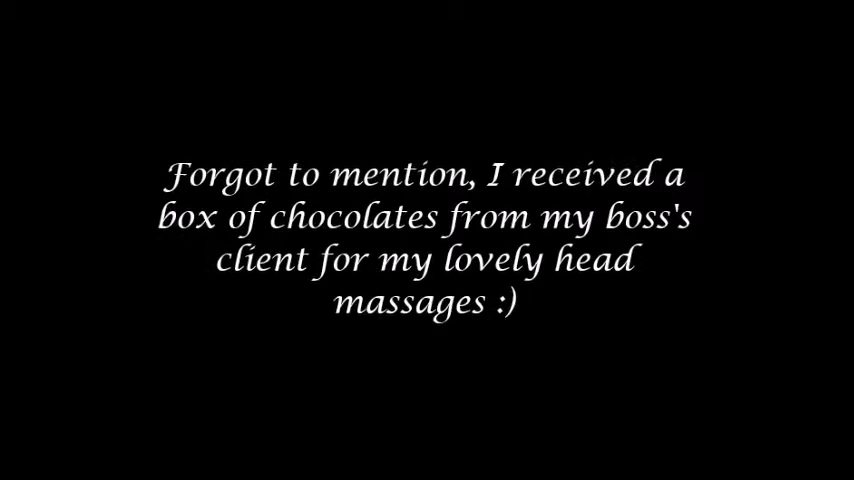 Forgot to mention, I received a
box of chocolates from my boss's
client for my lovely head
massages :)